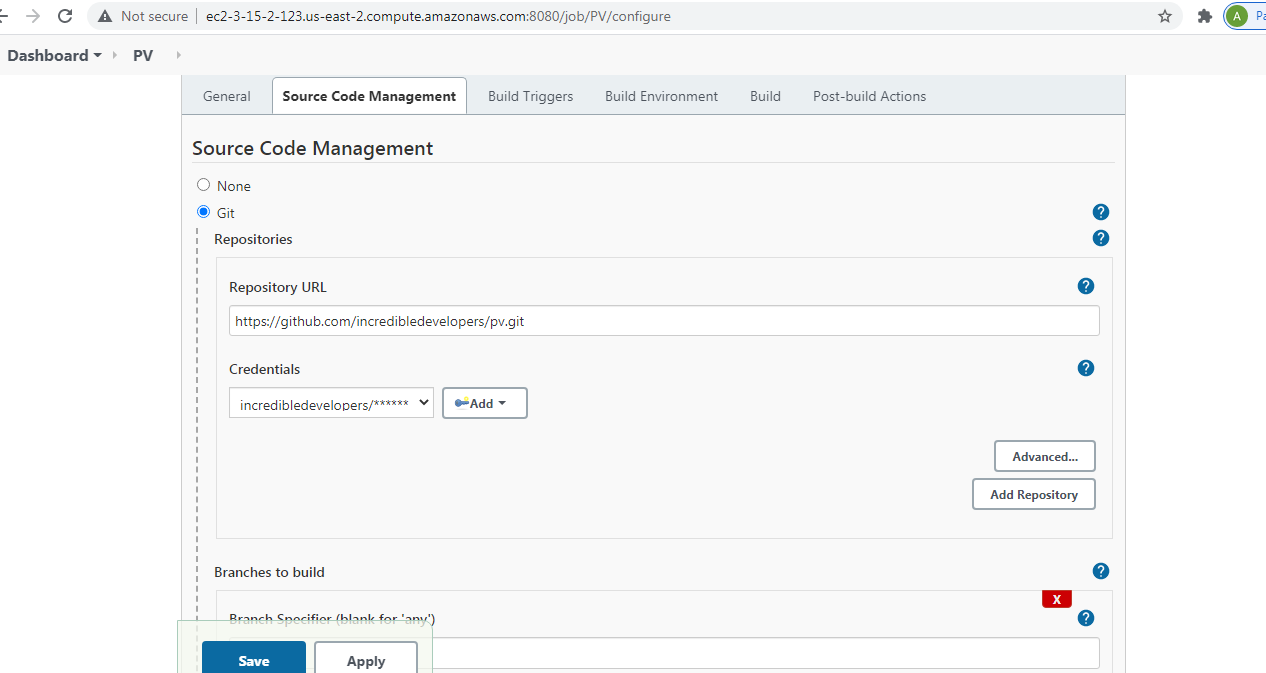 Not secure | ec2-3-15-2-123.us-east-2.compute.amazonaws.com:8080/job/PV/configure
A
Dashboard PV
General Source Code Management Build Triggers Build Environment Build Post-build Actions
Source Code Management
None
Git
?
Repositories
?
Repository URL
?
https://github.com/incredibledevelopers/pv.git
Credentials
?
incredibledevelopers/******
Add
Advanced...
Add Repository
Branches to build
?
X
Branch Specifier (blank for 'any')
?
Save Apply